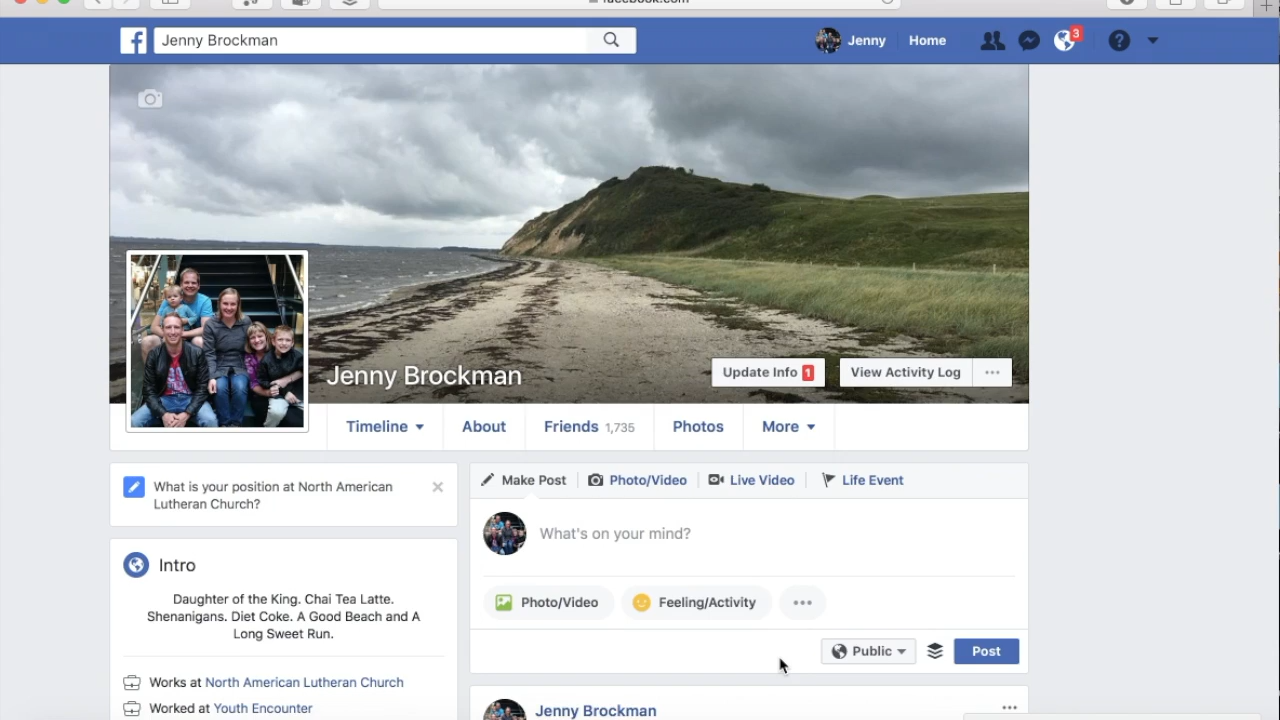 facebook.com
f
Jenny Brockman
Jenny
Home
3
?
Jenny Brockman
Update Info 1
View Activity Log
Timeline
About
Friends 1,735
Photos
More
What is your position at North American
Lutheran Church?
Intro
Daughter of the King. Chai Tea Latte.
Shenanigans. Diet Coke. A Good Beach and A
Long Sweet Run.
Works at North American Lutheran Church
Worked at Youth Encounter
Make Post
Photo/Video
Live Video
Life Event
What's on your mind?
Photo/Video
Feeling/Activity
Public
Post
Jenny Brockman